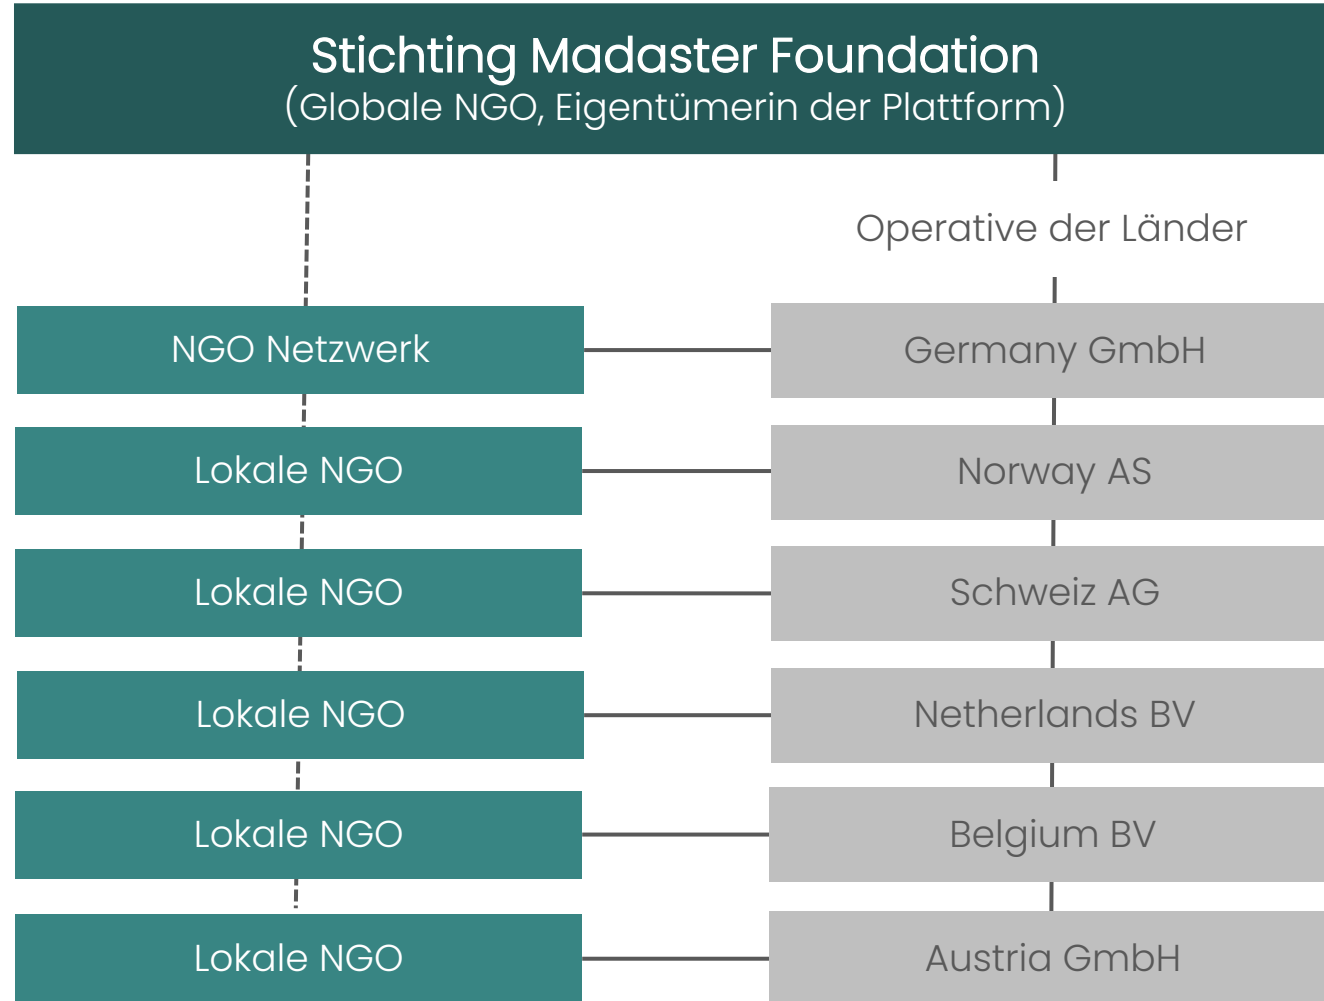 Stichting Madaster Foundation
(Globale NGO, Eigentümerin der Plattform)
Operative der Länder
NGO Netzwerk
Germany GmbH
Lokale NGO
Norway AS
Lokale NGO
Schweiz AG
Lokale NGO
Netherlands BV
Lokale NGO
Belgium BV
Lokale NGO
Austria GmbH